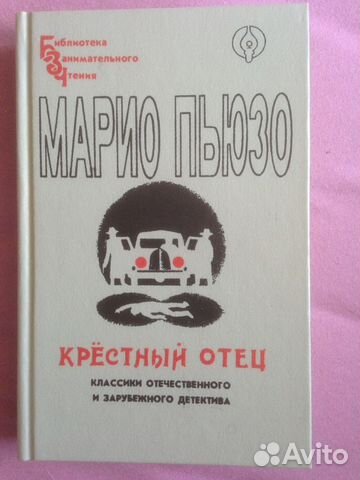 Библиотека
Занимательного
Чтения
МАРИО ПЬЮЗО
КРЁСТНЫЙ ОТЕЦ
КЛАССИКИ ОТЕЧЕСТВЕННОГО
И ЗАРУБЕЖНОГО ДЕТЕКТИВА
Avito